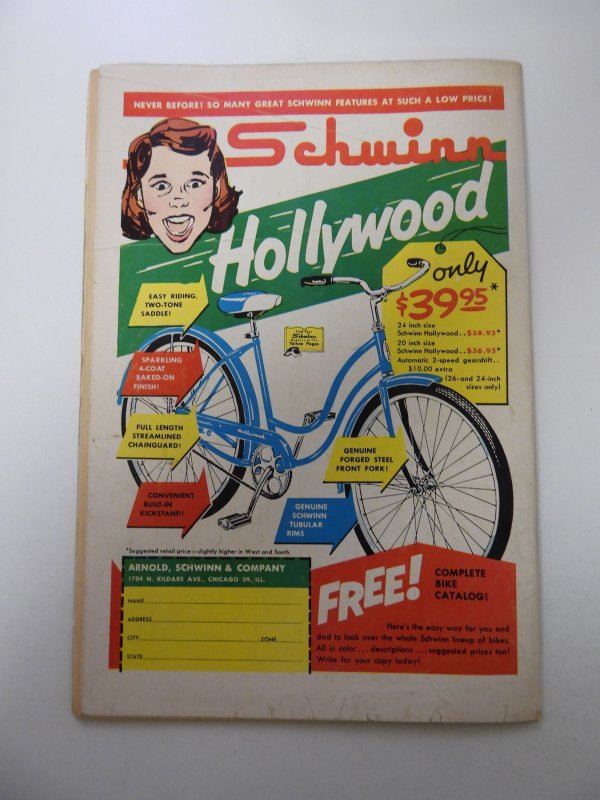 NEVER BEFORE! SO MANY GREAT SCHWINN FEATURES AT SUCH A LOW PRICE!
Schwinn
Hollywood
only
$39.95*
24 inch size
Schwinn Hollywood..$38.95*
20 inch size
Schwinn Hollywood..$36.95*
Automatic 2-speed gearshift..
$10.00 extra
(26-and 24-inch
sizes only)
EASY RIDING,
TWO-TONE
SADDLE!
Schwinn
Yellow Pages
SPARKLING
4-COAT
BAKED-ON
FINISH!
FULL LENGTH
STREAMLINED
CHAINGUARD!
Hollywood
GENUINE
FORGED STEEL
FRONT FORK!
CONVENIENT
BUILT-IN
KICKSTAND!
GENUINE
SCHWINN
TUBULAR
RIMS
*Suggested retail price—slightly higher in West and South.
ARNOLD, SCHWINN & COMPANY
1704 N. KILDARE AVE., CHICAGO 39, ILL.
NAME
ADDRESS
CITY ZONE
STATE
FREE!
COMPLETE
BIKE
CATALOG!
Here's the easy way for you and
dad to look over the whole Schwinn lineup of bikes.
All in color...descriptions...suggested prices too!
Write for your copy today!